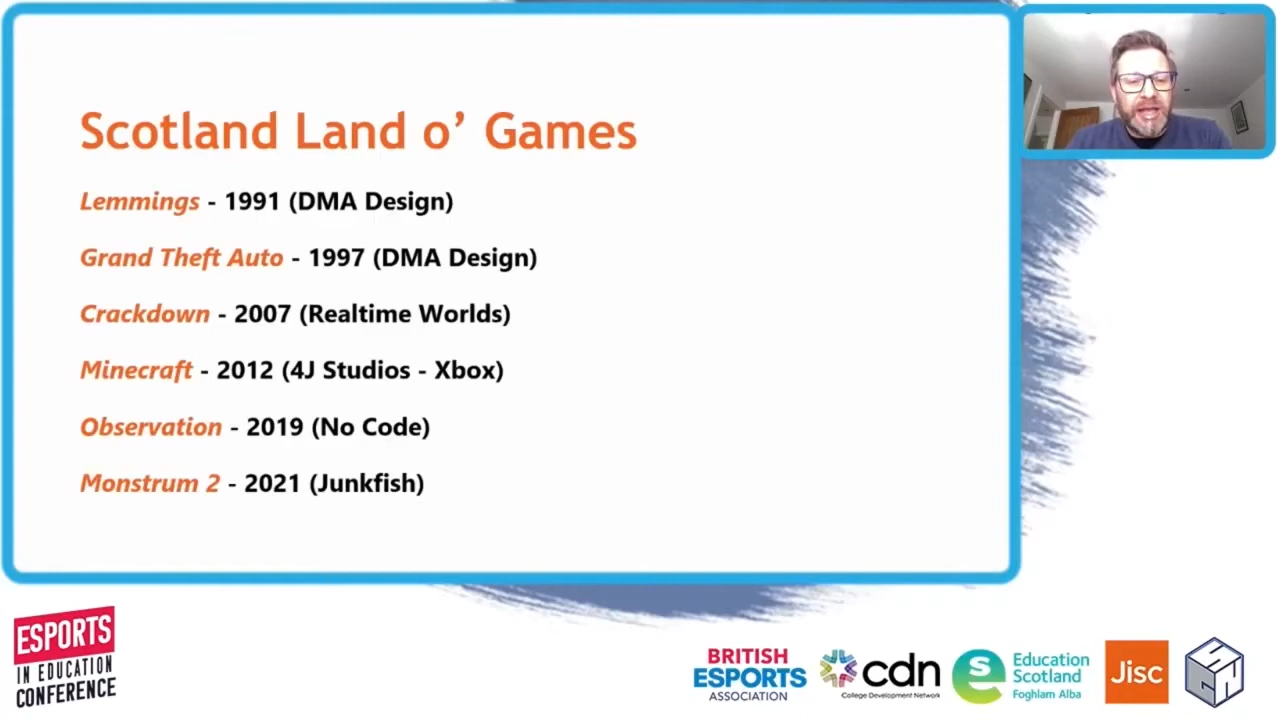 Scotland Land o’ Games
Lemmings - 1991 (DMA Design)
Grand Theft Auto - 1997 (DMA Design)
Crackdown - 2007 (Realtime Worlds)
Minecraft - 2012 (4J Studios - Xbox)
Observation - 2019 (No Code)
Monstrum 2 - 2021 (Junkfish)
ESPORTS
IN EDUCATION
CONFERENCE
BRITISH
ESPORTS
ASSOCIATION
cdn
College Development Network
Education
Scotland
Foghlam Alba
Jisc